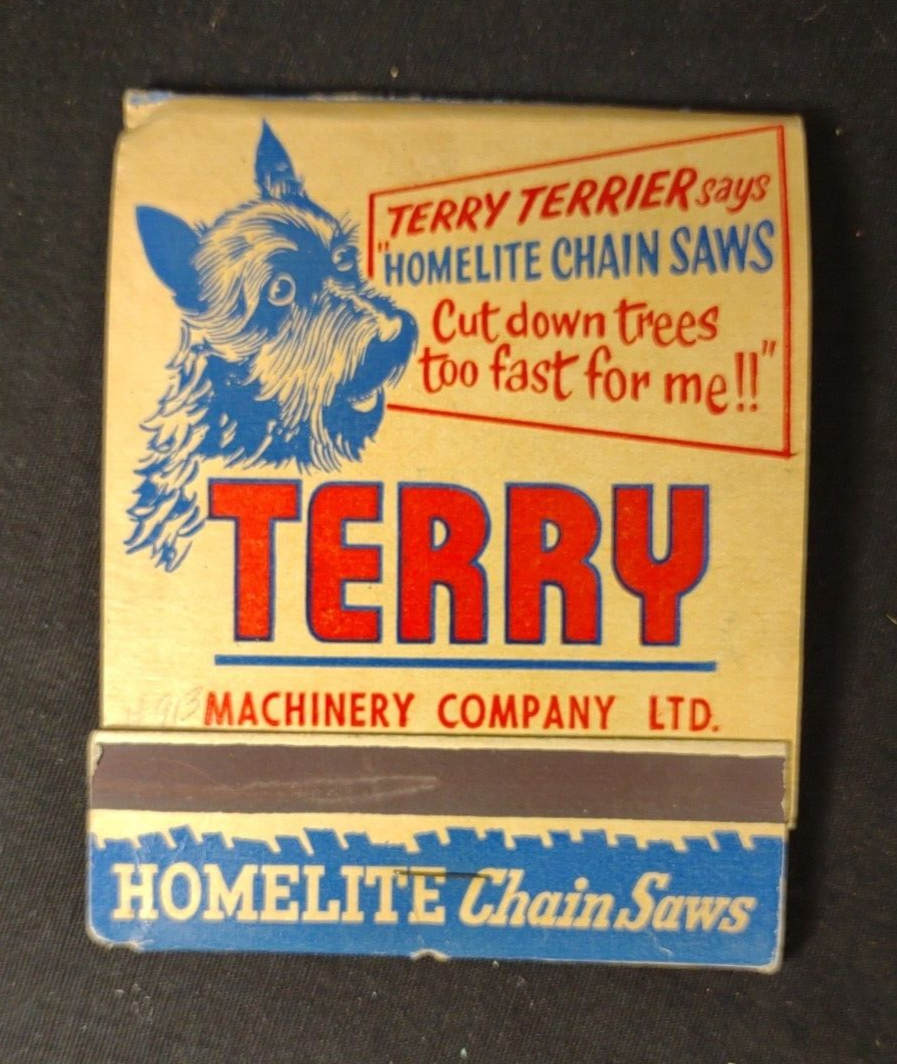 TERRY TERRIER says
"HOMELITE CHAIN SAWS
Cut down trees
too fast for me!!"
TERRY
MACHINERY COMPANY LTD.
HOMELITE Chain Saws